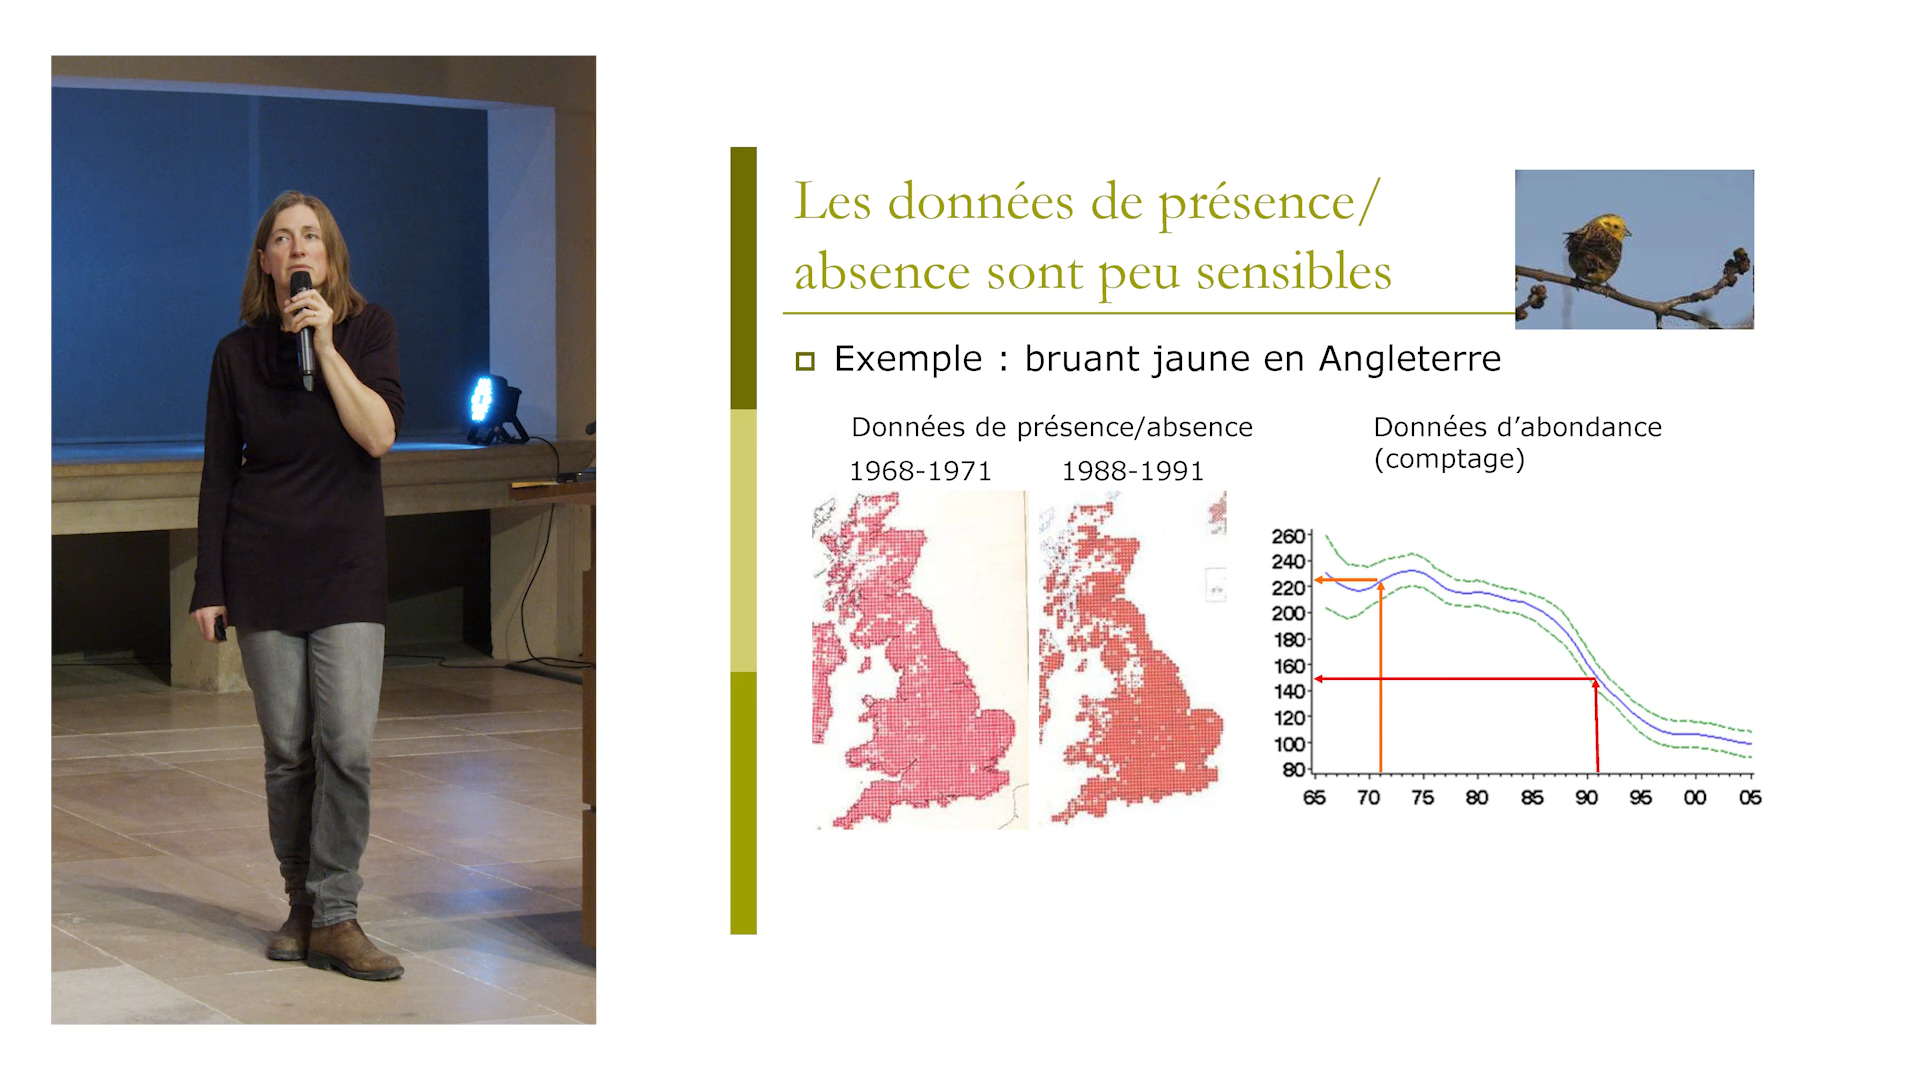 Les données de présence/
absence sont peu sensibles
Exemple : bruant jaune en Angleterre
Données de présence/absence
1968-1971 1988-1991
Données d’abondance
(comptage)
260
240
220
200
180
160
140
120
100
80
65 70 75 80 85 90 95 00 05